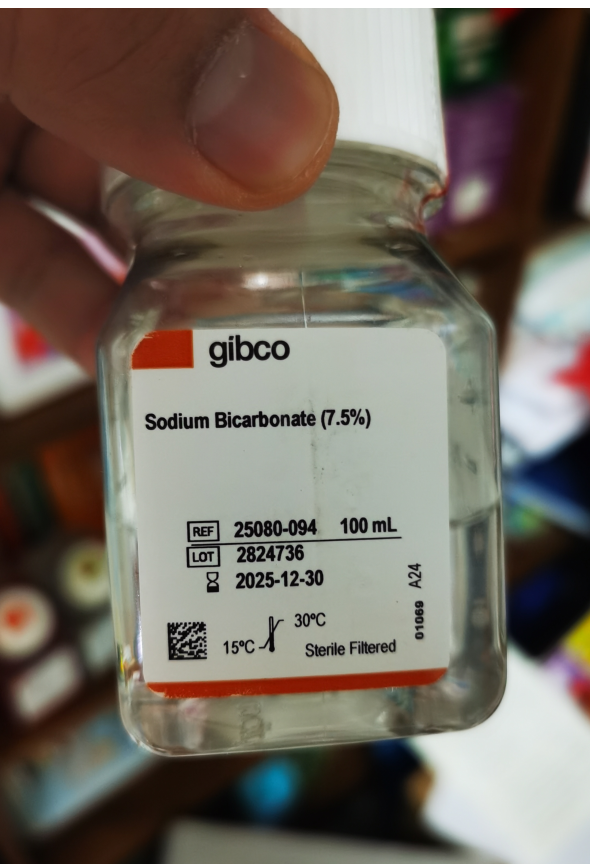 gibco
Sodium Bicarbonate (7.5%)
REF 25080-094 100 mL
LOT 2824736
2025-12-30
15°C 30°C
Sterile Filtered
01069 A24